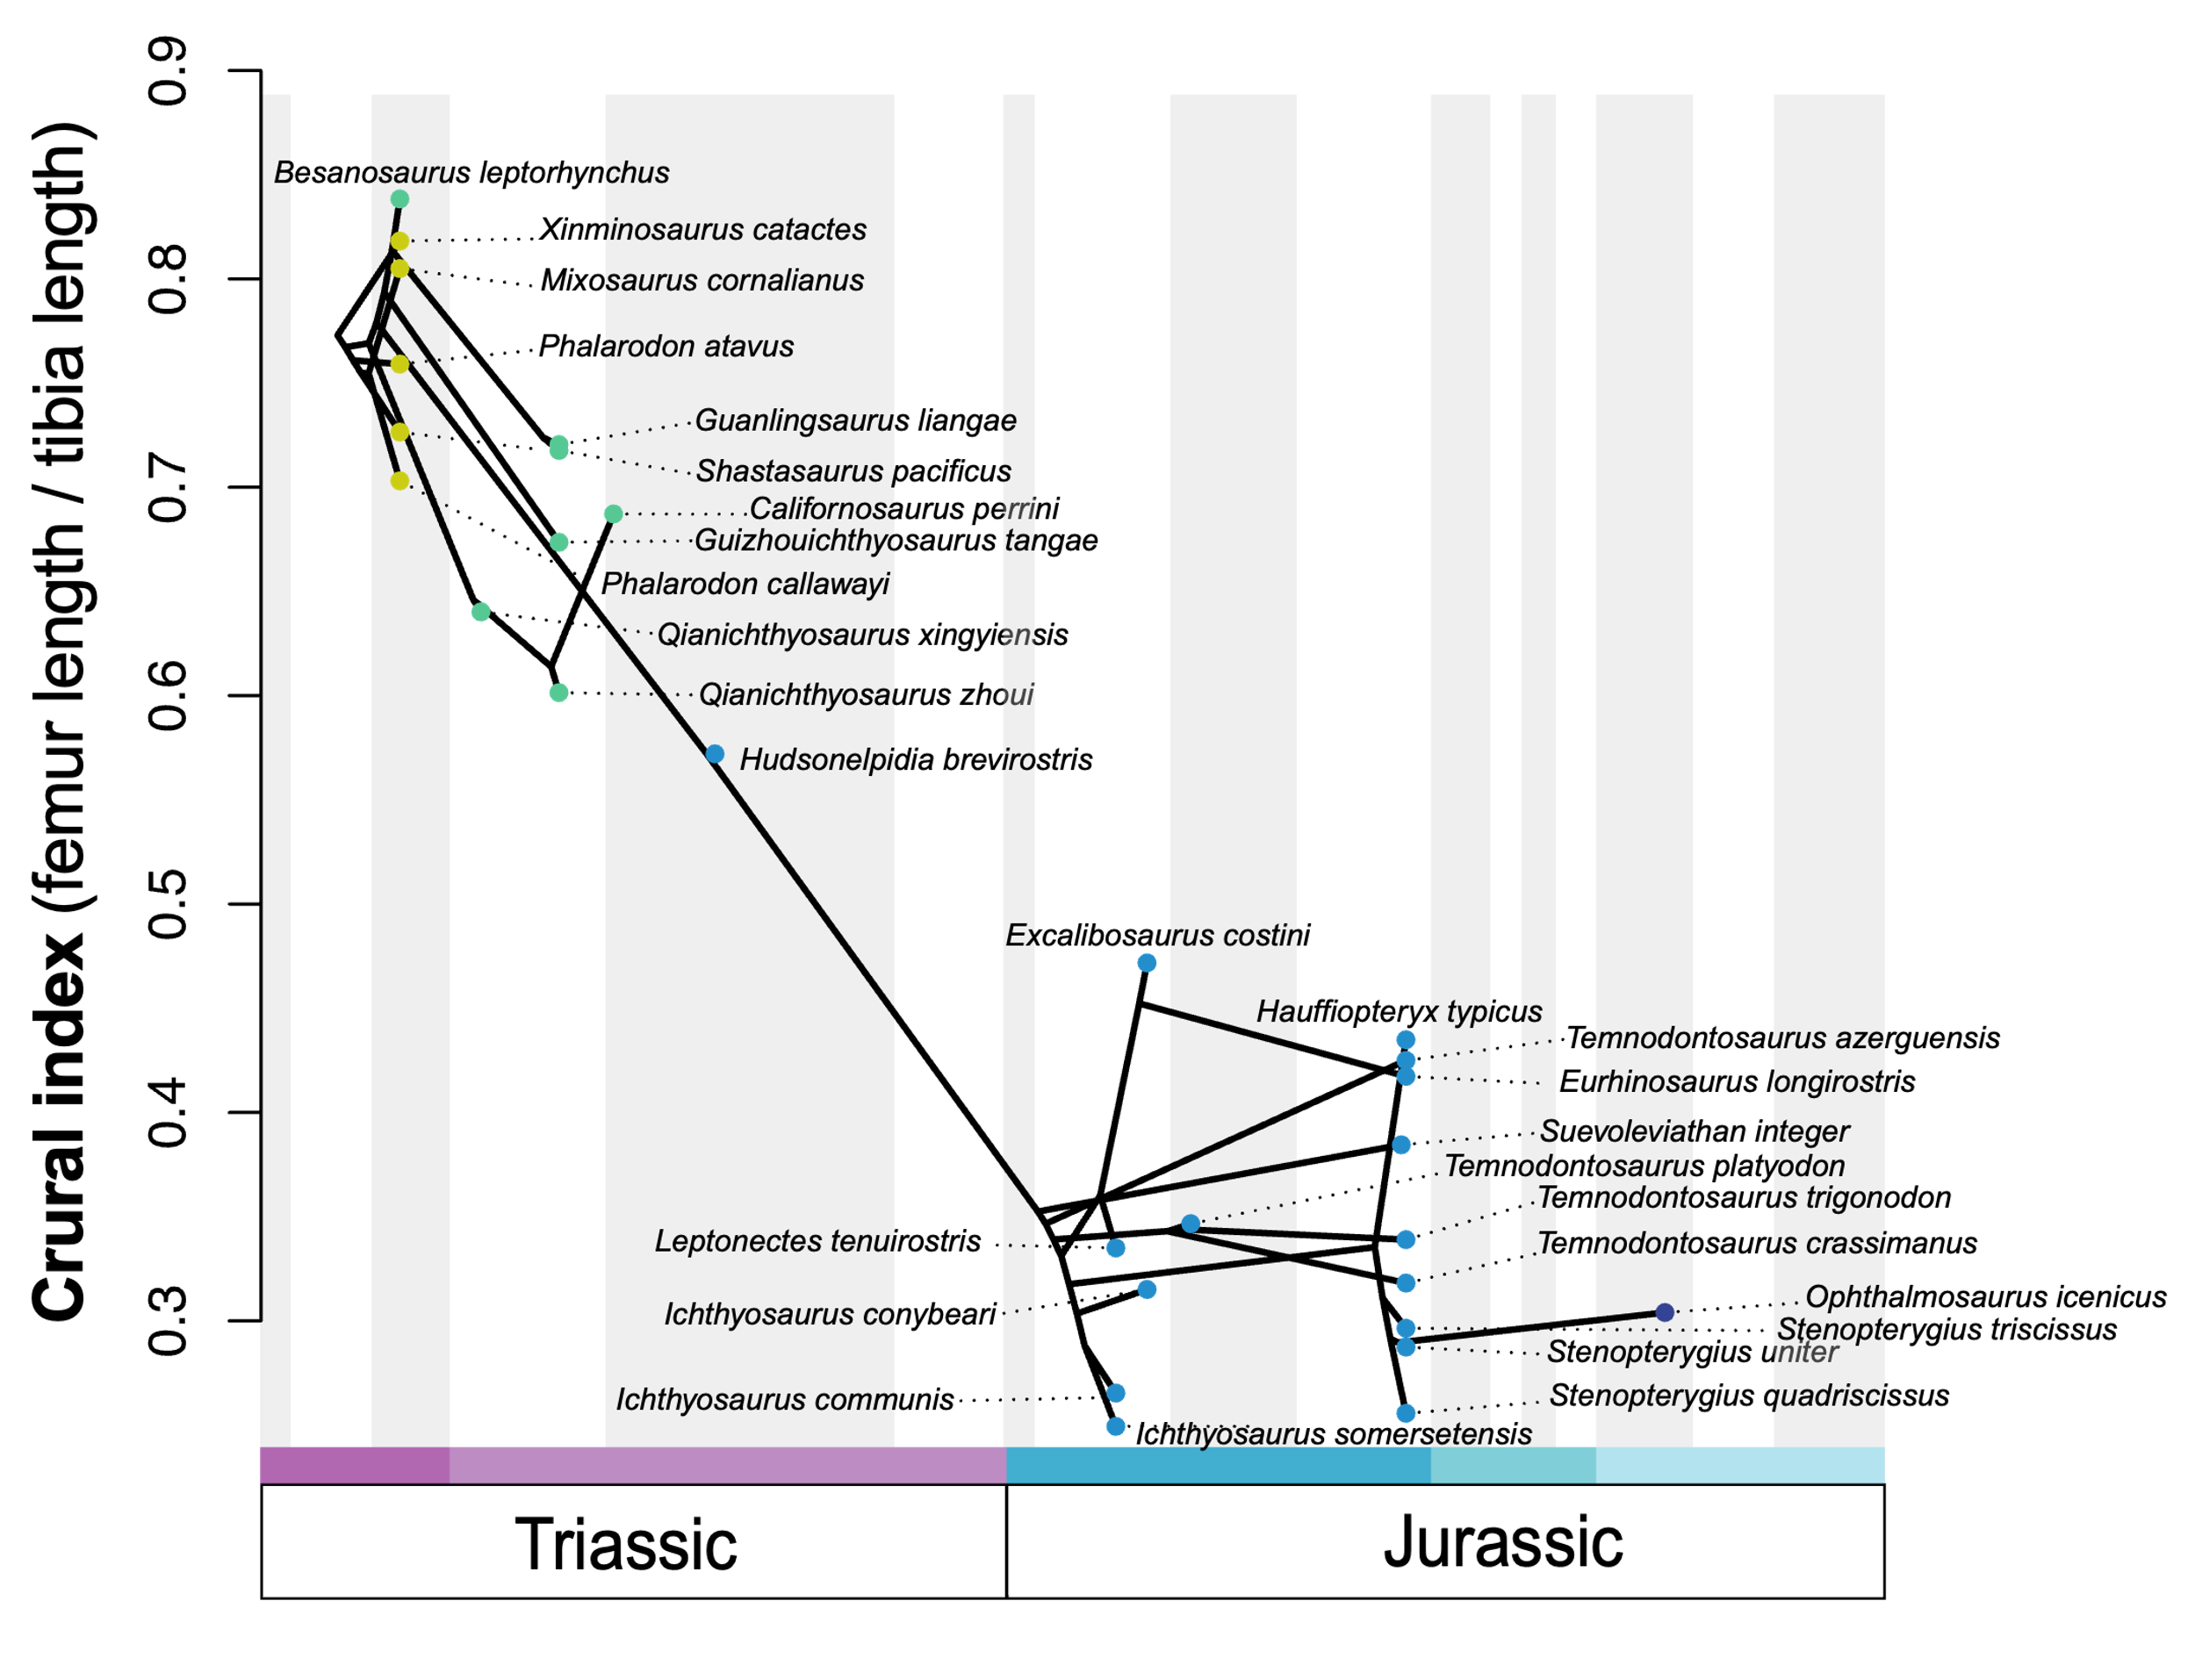 Crural index (femur length / tibia length)
0.9
0.8
0.7
0.6
0.5
0.4
0.3
Besanosaurus leptorhynchus
Xinminosaurus catactes
Mixosaurus cornalianus
Phalarodon atavus
Guanlingsaurus liangae
Shastasaurus pacificus
Californosaurus perrini
Guizhouichthyosaurus tangae
Phalarodon callawayi
Qianichthyosaurus xingyiensis
Qianichthyosaurus zhoui
Hudsonelpidia brevirostris
Excalibosaurus costini
Hauffiopteryx typicus
Temnodontosaurus azerguensis
Eurhinosaurus longirostris
Suevoleviathan integer
Temnodontosaurus platyodon
Temnodontosaurus trigonodon
Leptonectes tenuirostris
Temnodontosaurus crassimanus
Ophthalmosaurus icenicus
Ichthyosaurus conybeari
Stenopterygius triscissus
Stenopterygius uniter
Stenopterygius quadriscissus
Ichthyosaurus communis
Ichthyosaurus somersetensis
Triassic
Jurassic